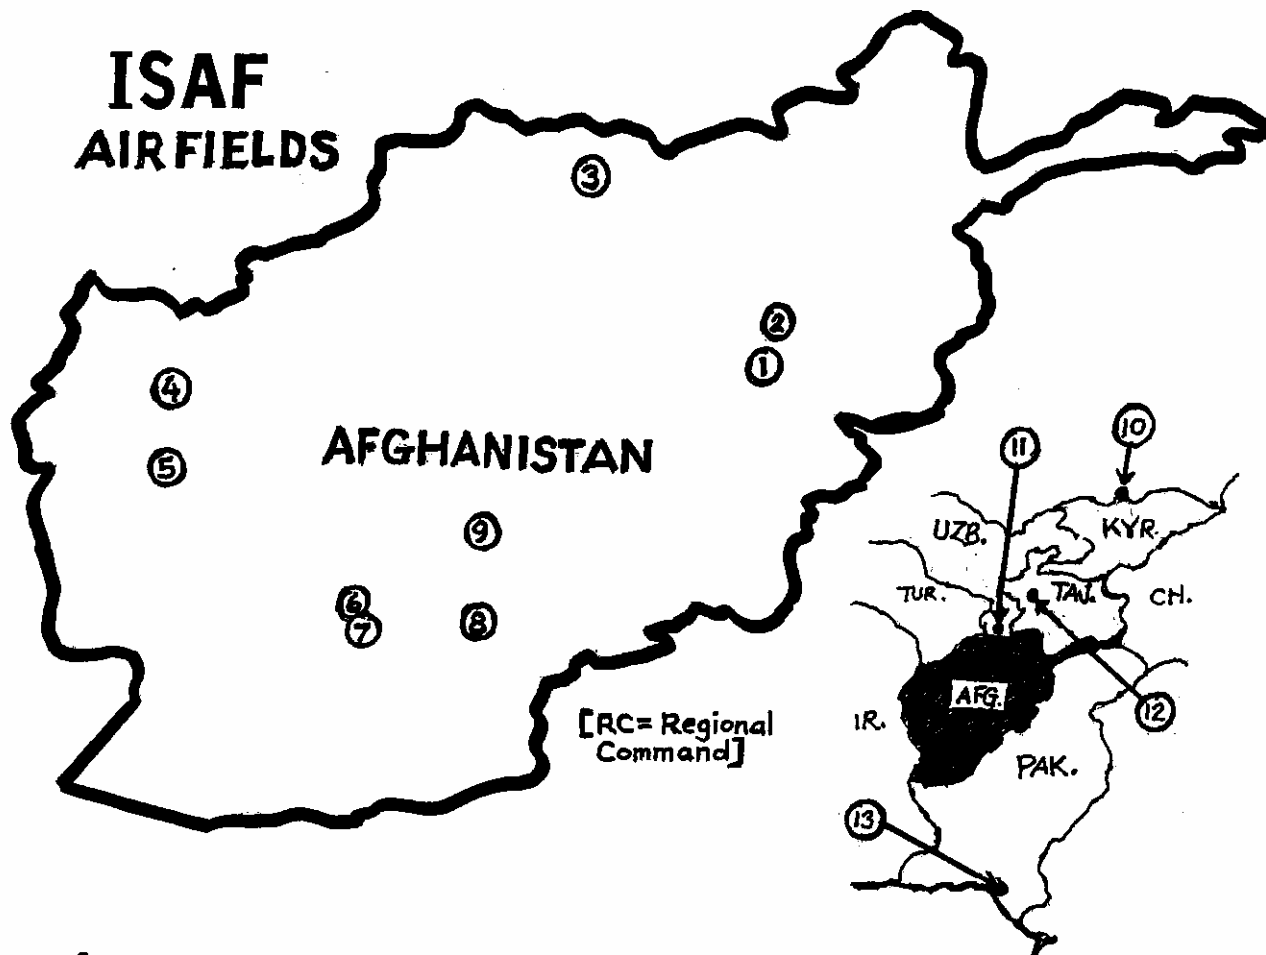 ISAF
AIRFIELDS
3
2
1
4
AFGHANISTAN
5
9
6
7
8
[RC= Regional
Command]
10
11
UZB.
KYR.
TUR.
TAJ.
CH.
AFG.
IR.
12
PAK.
13